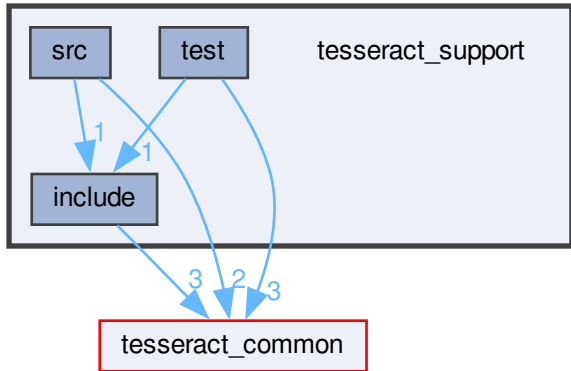 src
test
tesseract_support
1
1
include
3
2
3
tesseract_common